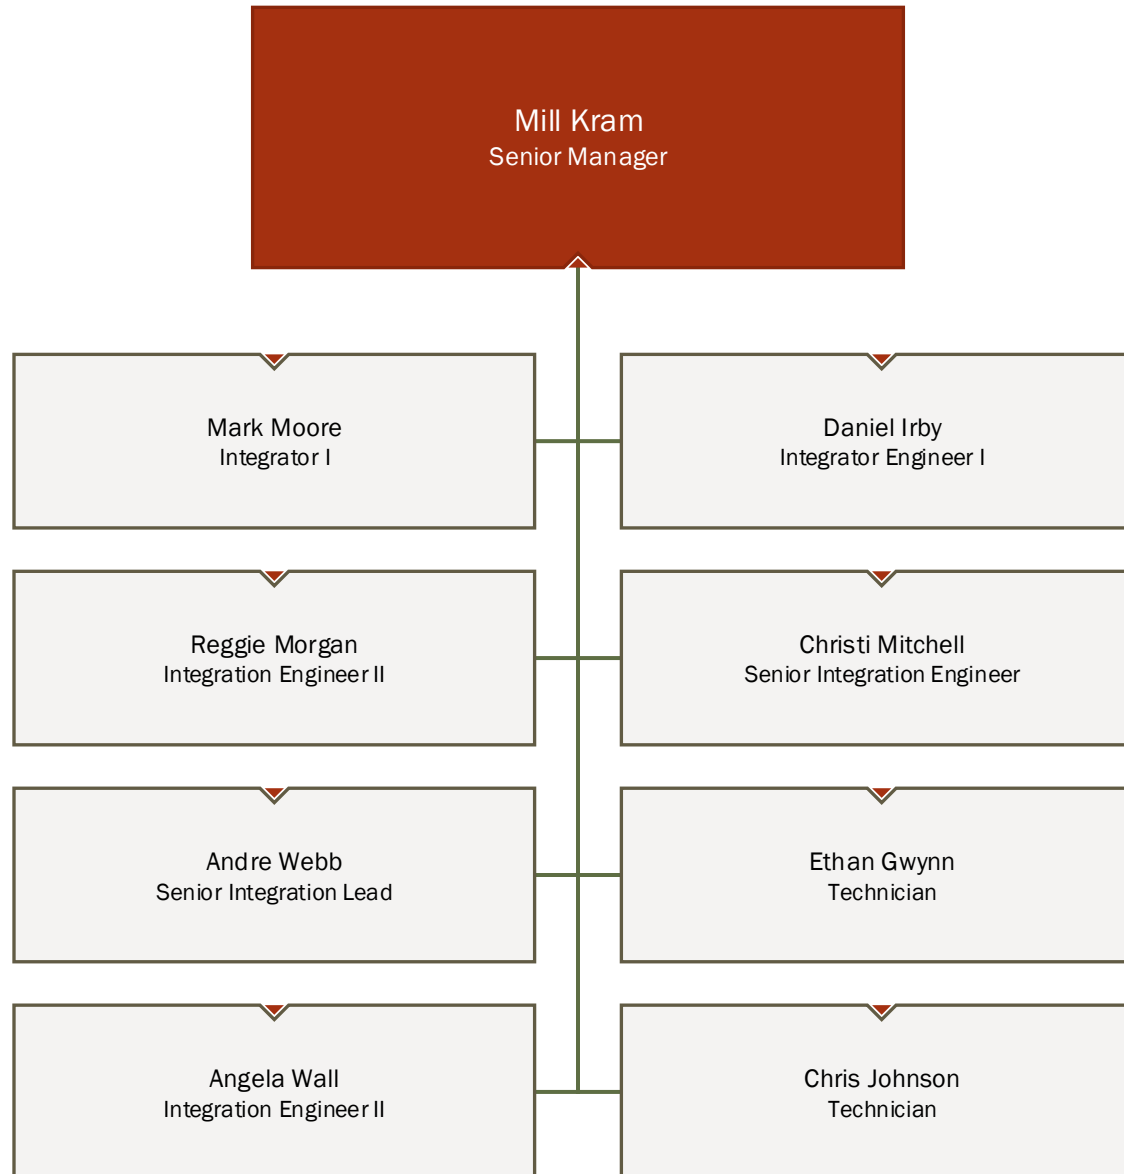 Mill Kram
Senior Manager
Mark Moore
Integrator I
Daniel Irby
Integrator Engineer I
Reggie Morgan
Integration Engineer II
Christi Mitchell
Senior Integration Engineer
Andre Webb
Senior Integration Lead
Ethan Gwynn
Technician
Angela Wall
Integration Engineer II
Chris Johnson
Technician